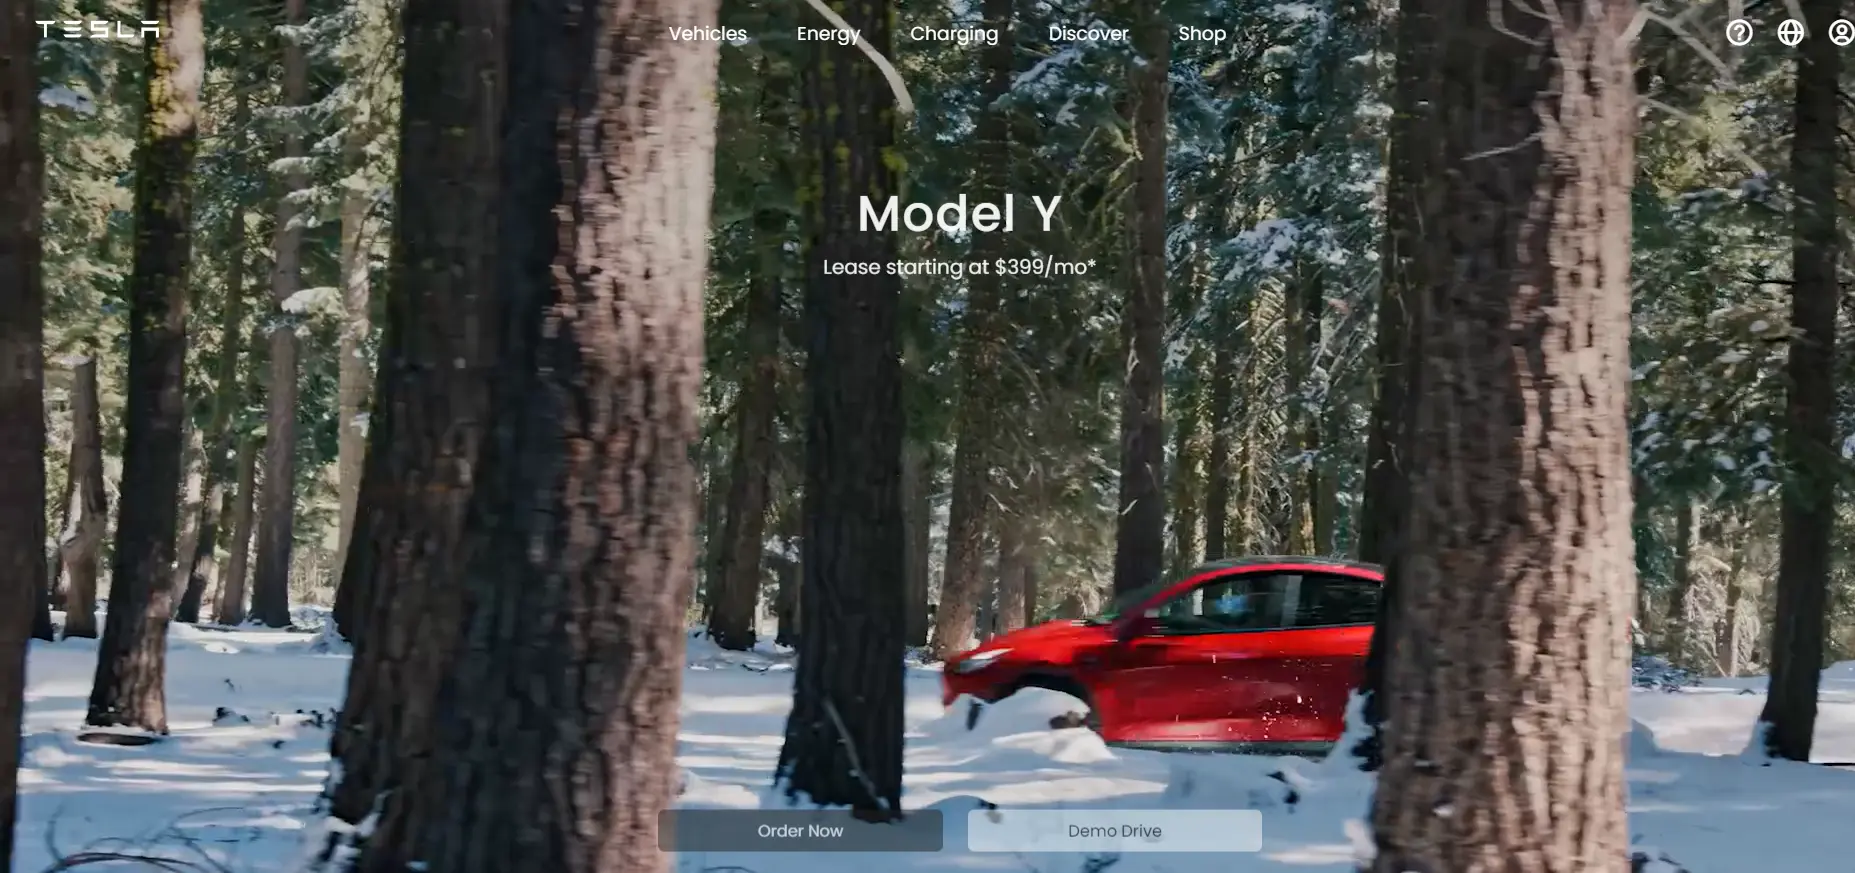 TESLA
Vehicles Energy Charging Discover Shop
Model Y
Lease starting at $399/mo*
Order Now Demo Drive